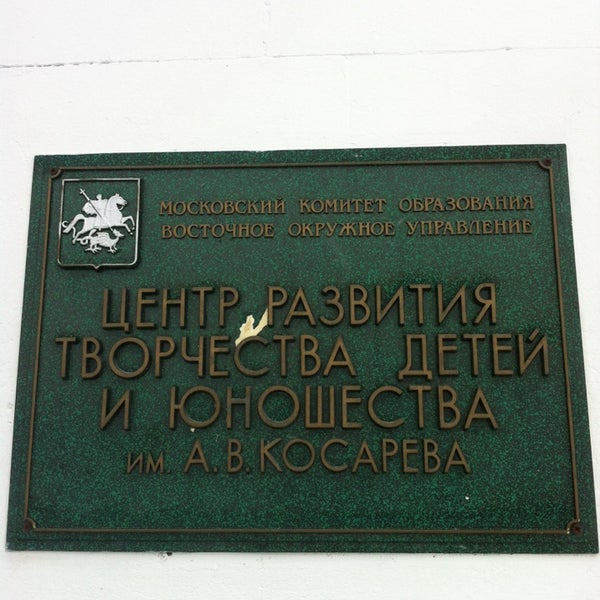 МОСКОВСКИЙ КОМИТЕТ ОБРАЗОВАНИЯ
ВОСТОЧНОЕ ОКРУЖНОЕ УПРАВЛЕНИЕ
ЦЕНТР РАЗВИТИЯ
ТВОРЧЕСТВА ДЕТЕЙ
И ЮНОШЕСТВА
ИМ. А.В.КОСАРЕВА